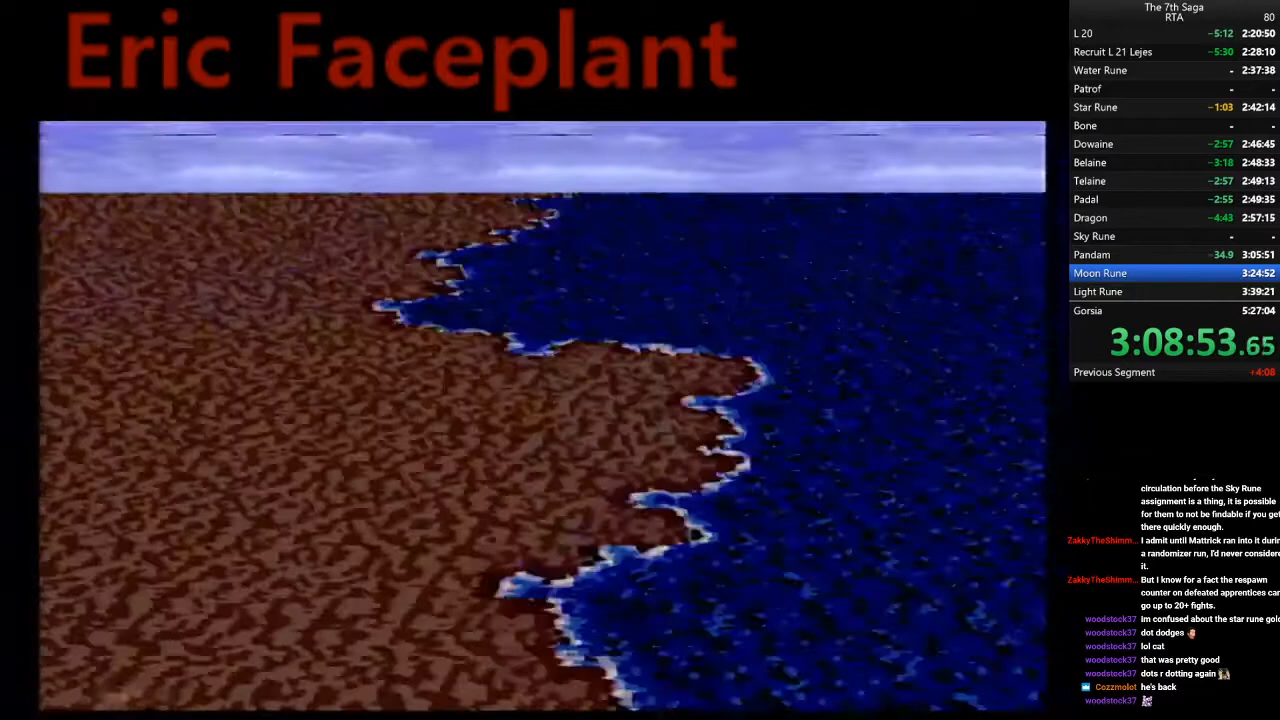 Eric Faceplant
The 7th Saga
RTA 80
L 20 −5:12 2:20:50
Recruit L 21 Lejes −5:30 2:28:10
Water Rune - 2:37:38
Patrof - -
Star Rune −1:03 2:42:14
Bone - -
Dowaine −2:57 2:46:45
Belaine −3:18 2:48:33
Telaine −2:57 2:49:13
Padal −2:55 2:49:35
Dragon −4:43 2:57:15
Sky Rune - -
Pandam −34.9 3:05:51
Moon Rune 3:24:52
Light Rune 3:39:21
Gorsia 5:27:04
3:08:53.65
Previous Segment +4:08
circulation before the Sky Rune
assignment is a thing, it is possible
for them to not be findable if you get
there quickly enough.
ZakkyTheShimm... I admit until Mattrick ran into it durin
a randomizer run, I'd never consider
it.
ZakkyTheShimm... But I know for a fact the respawn
counter on defeated apprentices can
go up to 20+ fights.
woodstock37 im confused about the star rune gold
woodstock37 dot dodges
woodstock37 lol cat
woodstock37 that was pretty good
woodstock37 dots r dotting again
Cozzmolot he's back
woodstock37